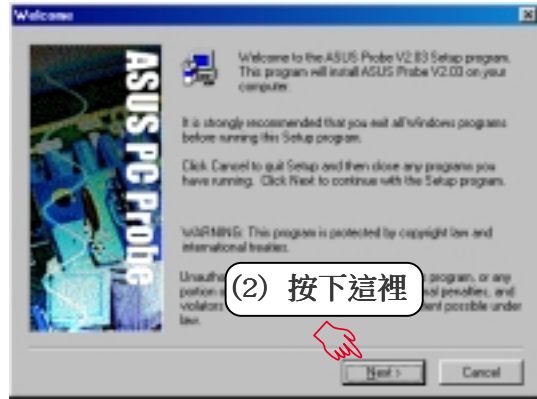 Welcome
ASUS PC Probe
Welcome to the ASUS Probe V2.03 Setup program.
This program will install ASUS Probe V2.03 on your
computer.
It is strongly recommended that you exit all Windows programs
before running this Setup program.
Click Cancel to quit Setup and then close any programs you
have running. Click Next to continue with the Setup program.
WARNING: This program is protected by copyright law and
international treaties.
program, or any
portion penalties, and
violators possible under
law.
(2) 按下這裡
Next >
Cancel